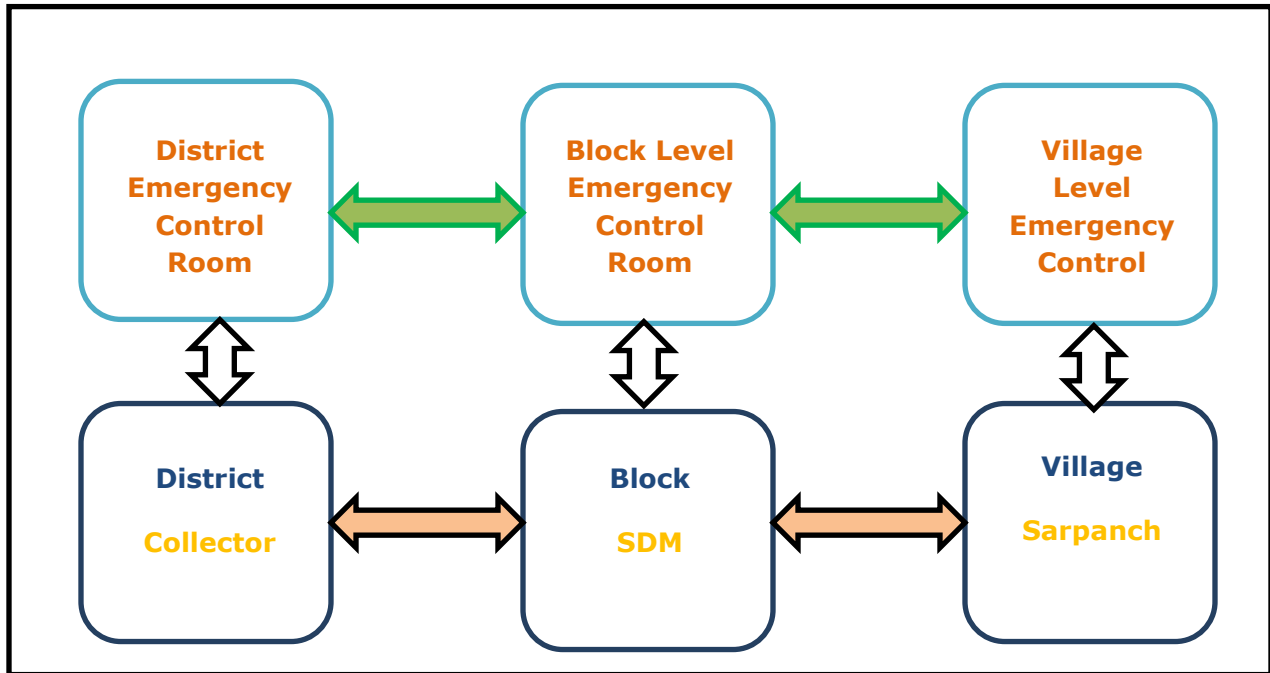 District
Emergency
Control
Room
Block Level
Emergency
Control
Room
Village
Level
Emergency
Control
District
Collector
Block
SDM
Village
Sarpanch